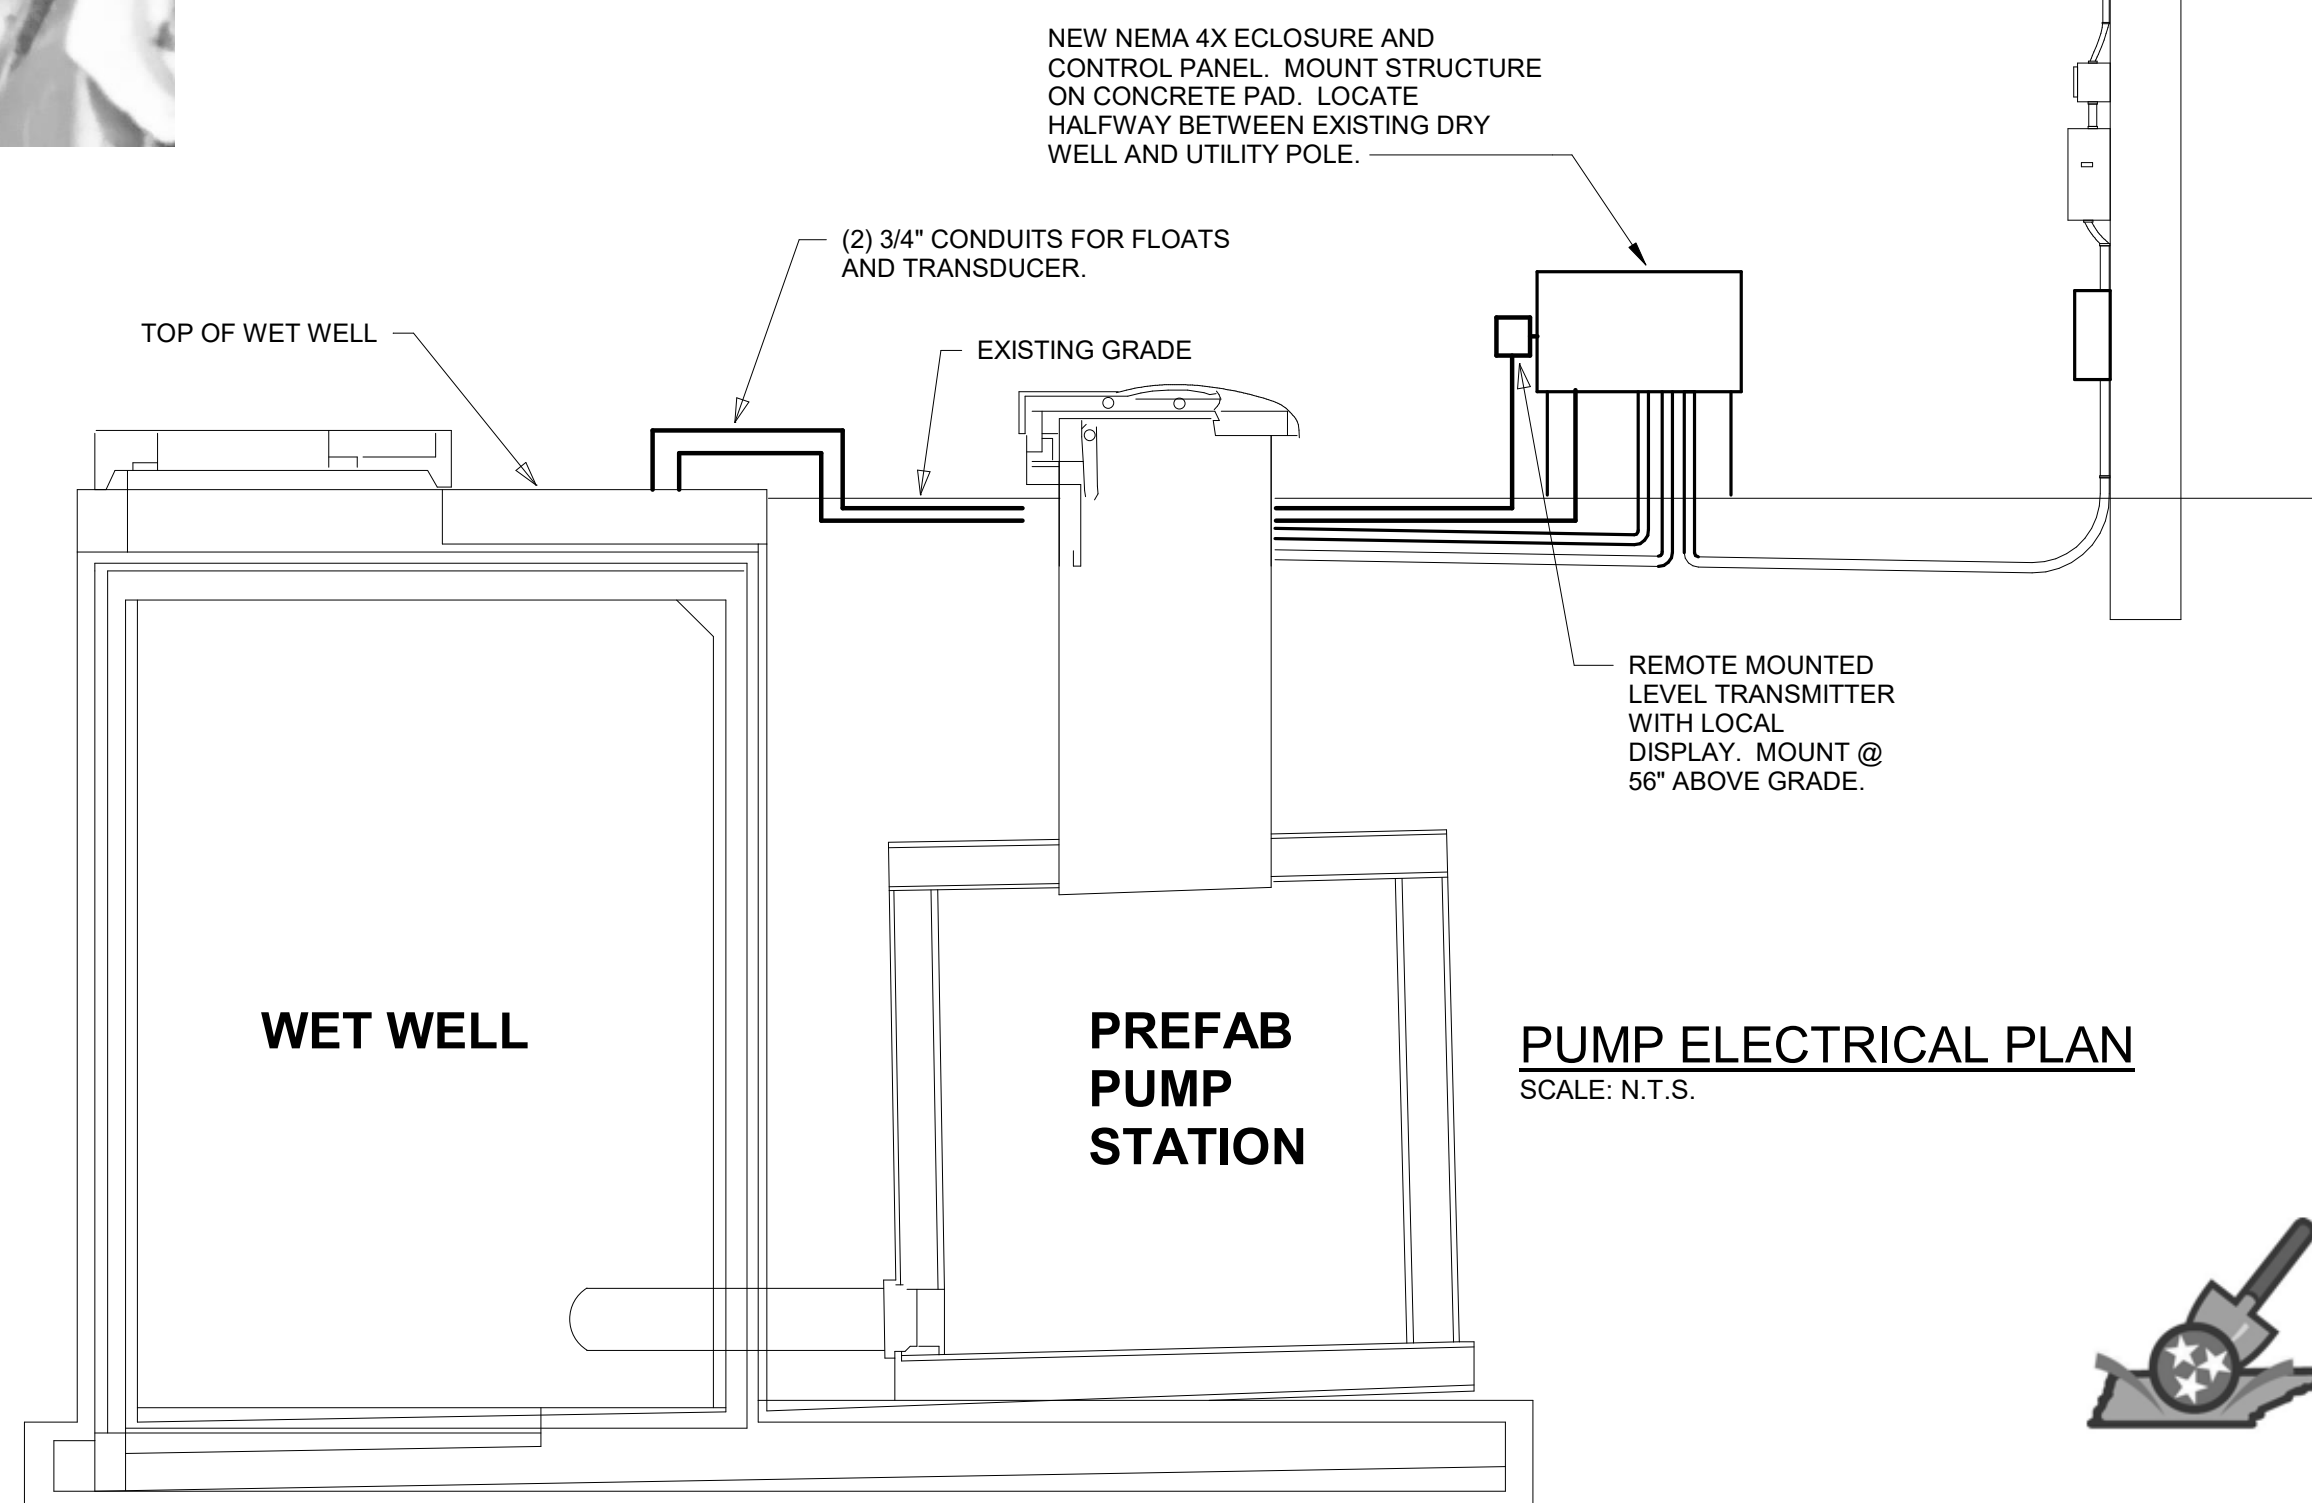 NEW NEMA 4X ECLOSURE AND
CONTROL PANEL.  MOUNT STRUCTURE
ON CONCRETE PAD.  LOCATE
HALFWAY BETWEEN EXISTING DRY
WELL AND UTILITY POLE.
(2) 3/4" CONDUITS FOR FLOATS
AND TRANSDUCER.
TOP OF WET WELL
EXISTING GRADE
REMOTE MOUNTED
LEVEL TRANSMITTER
WITH LOCAL
DISPLAY.  MOUNT @
56" ABOVE GRADE.
WET WELL
PREFAB
PUMP
STATION
PUMP ELECTRICAL PLAN
SCALE: N.T.S.